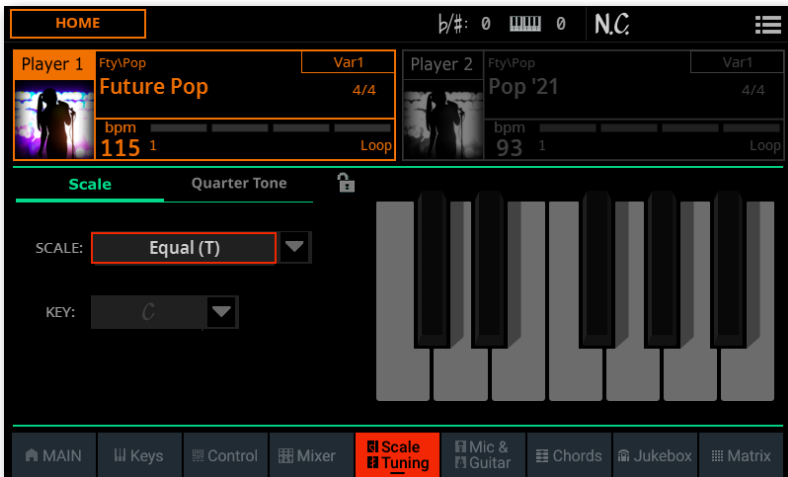 HOME
♭/#: 0
0
N.C.
Player 1
Fty\Pop
Var1
Future Pop
4/4
bpm
115
1
Loop
Player 2
Fty\Pop
Var1
Pop '21
4/4
bpm
93
1
Loop
Scale
Quarter Tone
SCALE:
Equal (T)
KEY:
C
MAIN
Keys
Control
Mixer
Scale
Tuning
Mic &
Guitar
Chords
Jukebox
Matrix